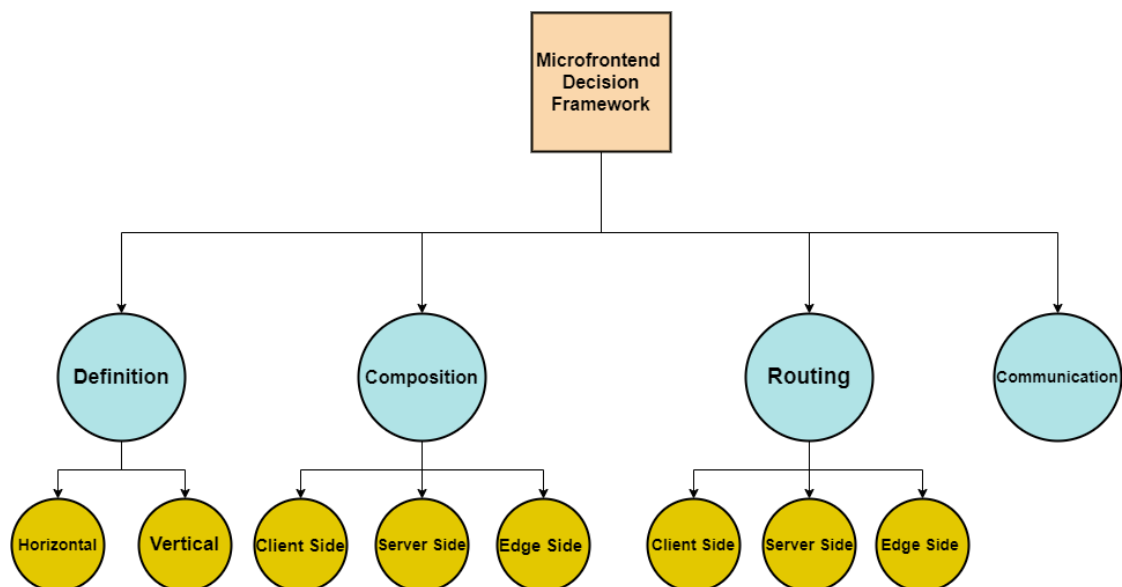 Microfrontend
Decision
Framework
Definition
Composition
Routing
Communication
Horizontal
Vertical
Client Side
Server Side
Edge Side
Client Side
Server Side
Edge Side